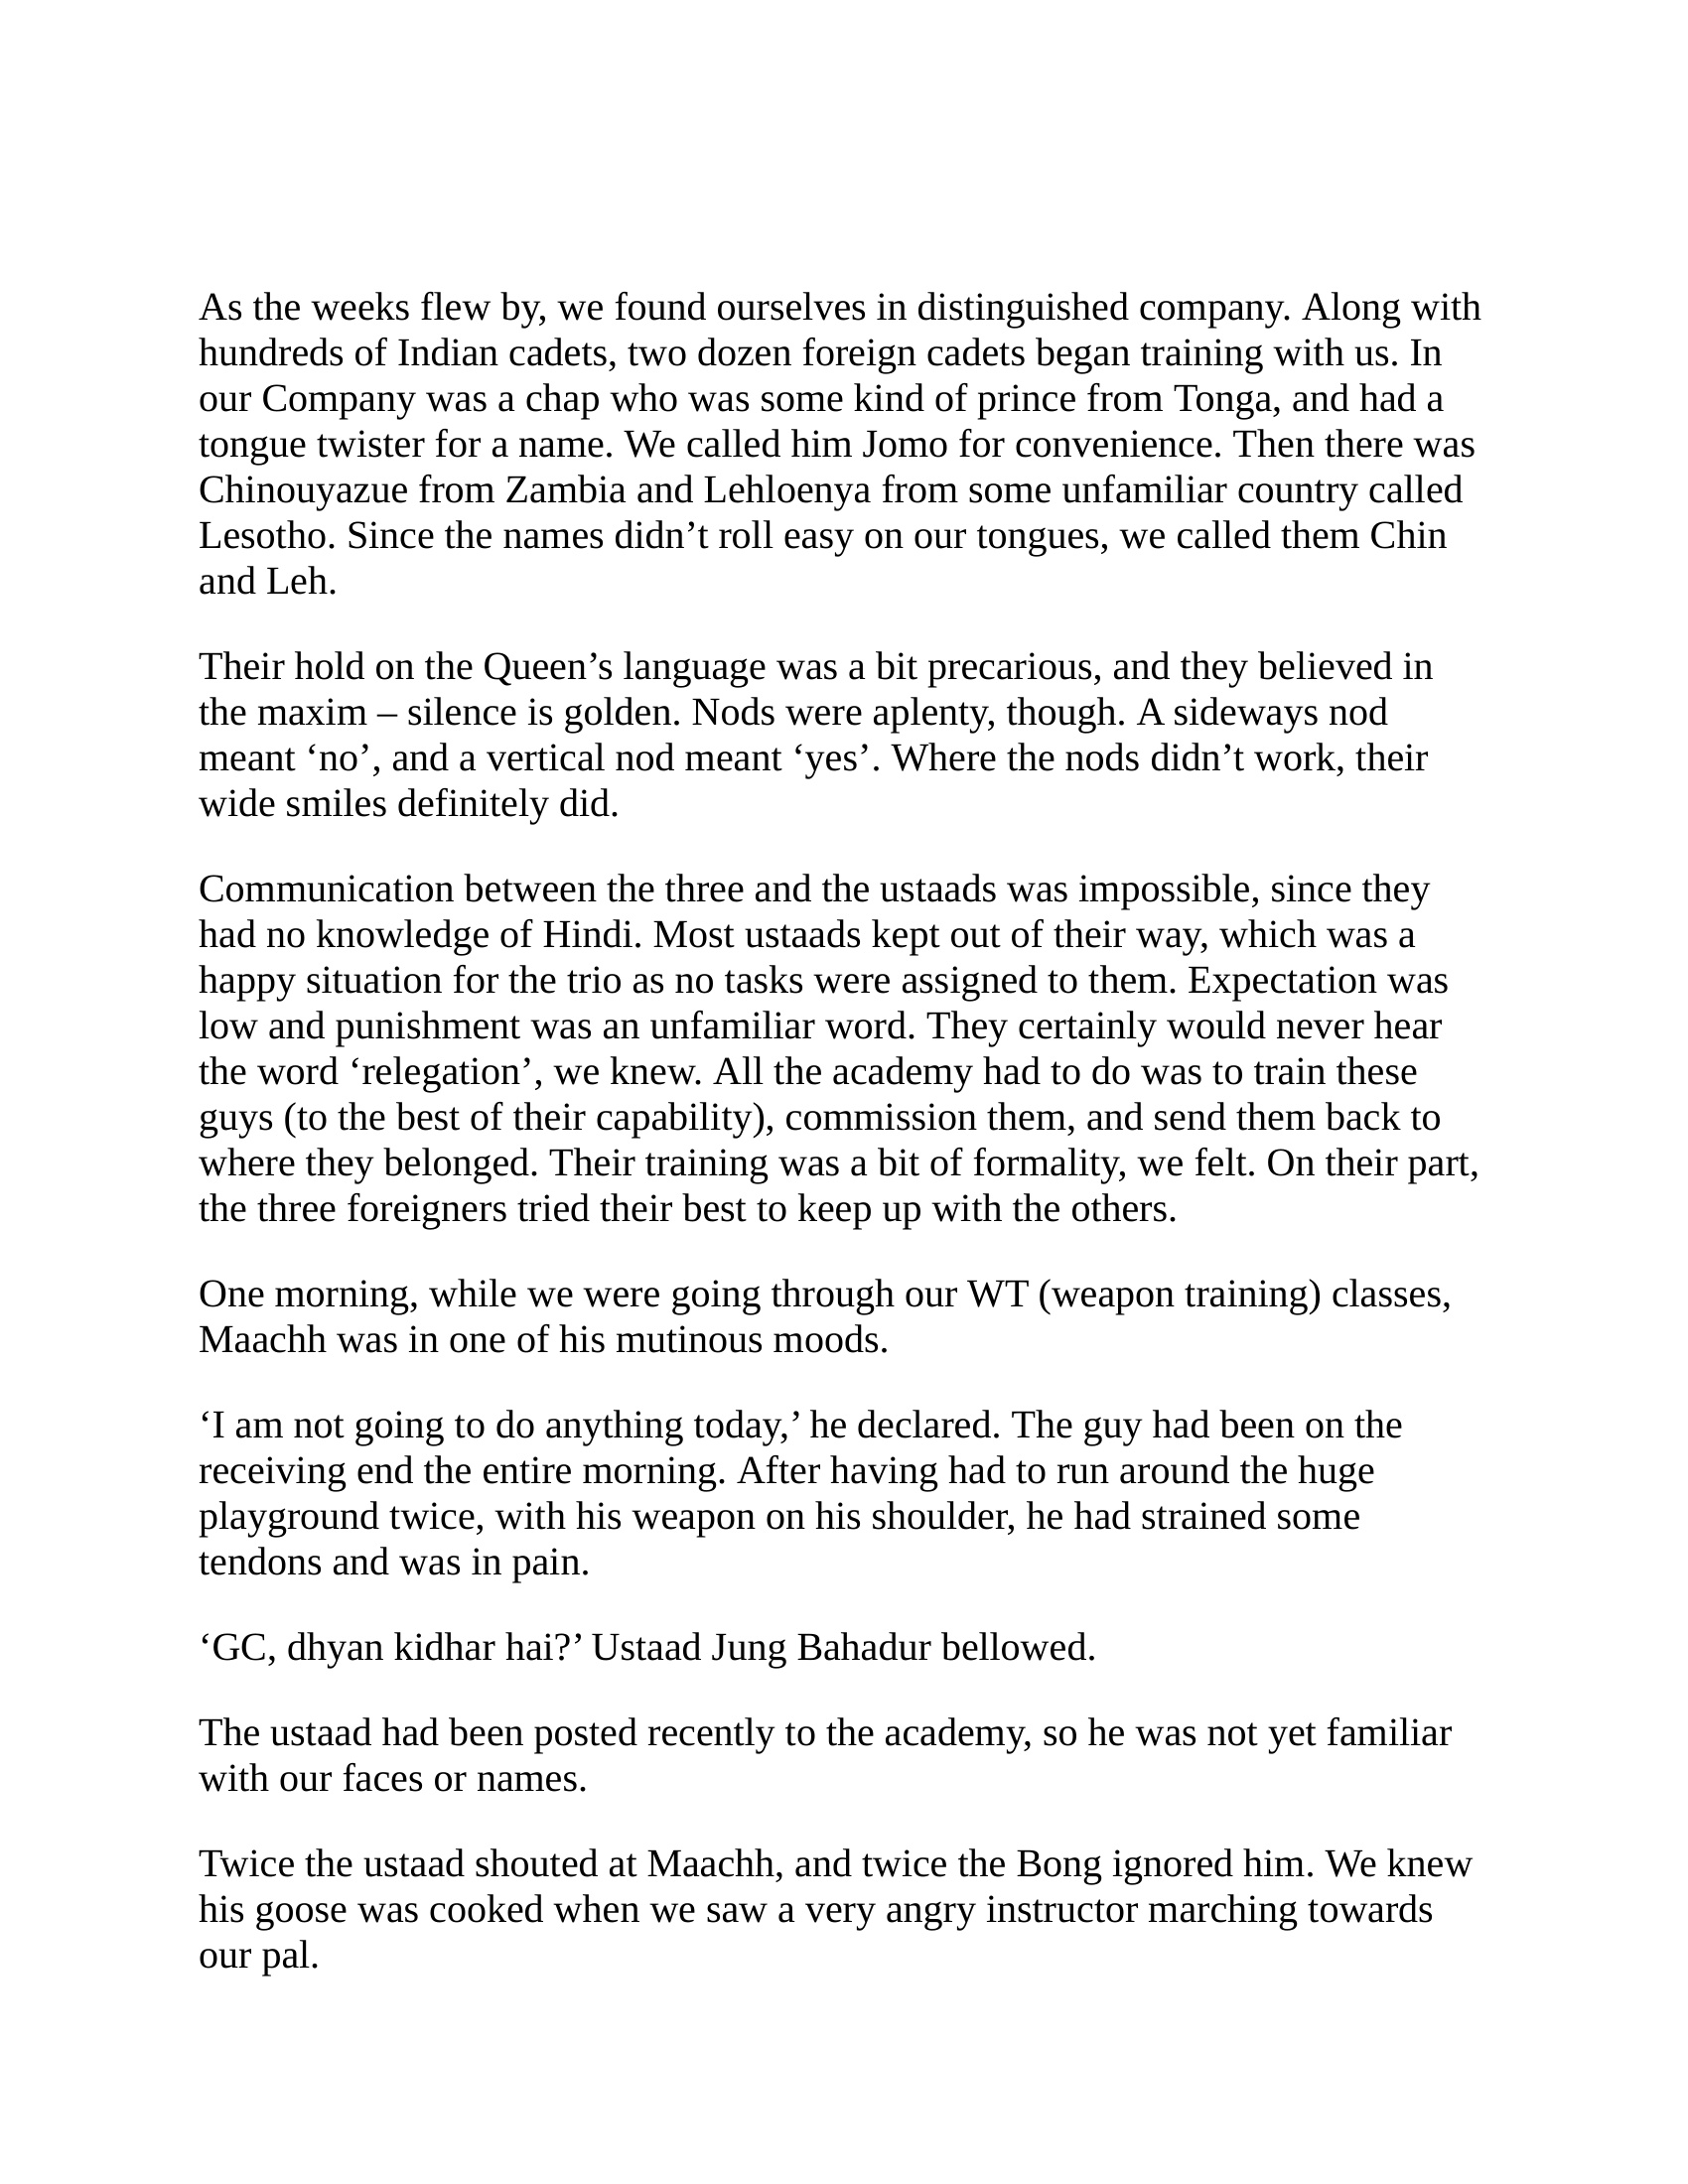 As the weeks flew by, we found ourselves in distinguished company. Along with
hundreds of Indian cadets, two dozen foreign cadets began training with us. In
our Company was a chap who was some kind of prince from Tonga, and had a
tongue twister for a name. We called him Jomo for convenience. Then there was
Chinouyazue from Zambia and Lehloenya from some unfamiliar country called
Lesotho. Since the names didn’t roll easy on our tongues, we called them Chin
and Leh.
Their hold on the Queen’s language was a bit precarious, and they believed in
the maxim – silence is golden. Nods were aplenty, though. A sideways nod
meant ‘no’, and a vertical nod meant ‘yes’. Where the nods didn’t work, their
wide smiles definitely did.
Communication between the three and the ustaads was impossible, since they
had no knowledge of Hindi. Most ustaads kept out of their way, which was a
happy situation for the trio as no tasks were assigned to them. Expectation was
low and punishment was an unfamiliar word. They certainly would never hear
the word ‘relegation’, we knew. All the academy had to do was to train these
guys (to the best of their capability), commission them, and send them back to
where they belonged. Their training was a bit of formality, we felt. On their part,
the three foreigners tried their best to keep up with the others.
One morning, while we were going through our WT (weapon training) classes,
Maachh was in one of his mutinous moods.
‘I am not going to do anything today,’ he declared. The guy had been on the
receiving end the entire morning. After having had to run around the huge
playground twice, with his weapon on his shoulder, he had strained some
tendons and was in pain.
‘GC, dhyan kidhar hai?’ Ustaad Jung Bahadur bellowed.
The ustaad had been posted recently to the academy, so he was not yet familiar
with our faces or names.
Twice the ustaad shouted at Maachh, and twice the Bong ignored him. We knew
his goose was cooked when we saw a very angry instructor marching towards
our pal.